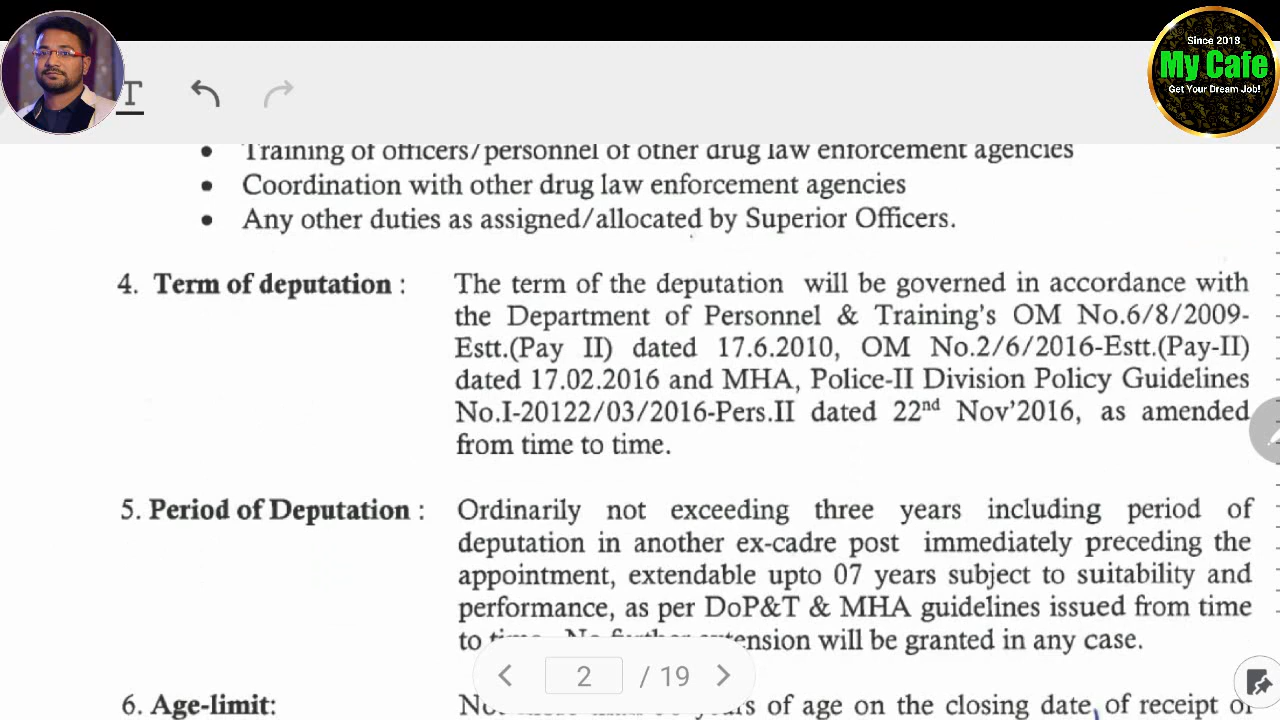 Since 2018
My Cafe
Get Your Dream Job!
T
• Training of officers/personnel of other drug law enforcement agencies
• Coordination with other drug law enforcement agencies
• Any other duties as assigned/allocated by Superior Officers.
4. Term of deputation : The term of the deputation will be governed in accordance with
the Department of Personnel & Training's OM No.6/8/2009-
Estt.(Pay II) dated 17.6.2010, OM No.2/6/2016-Estt.(Pay-II)
dated 17.02.2016 and MHA, Police-II Division Policy Guidelines
No.I-20122/03/2016-Pers.II dated 22nd Nov'2016, as amended
from time to time.
5. Period of Deputation : Ordinarily not exceeding three years including period of
deputation in another ex-cadre post immediately preceding the
appointment, extendable upto 07 years subject to suitability and
performance, as per DoP&T & MHA guidelines issued from time
to extension will be granted in any case.
2 / 19
6. Age-limit: of age on the closing date of receipt of